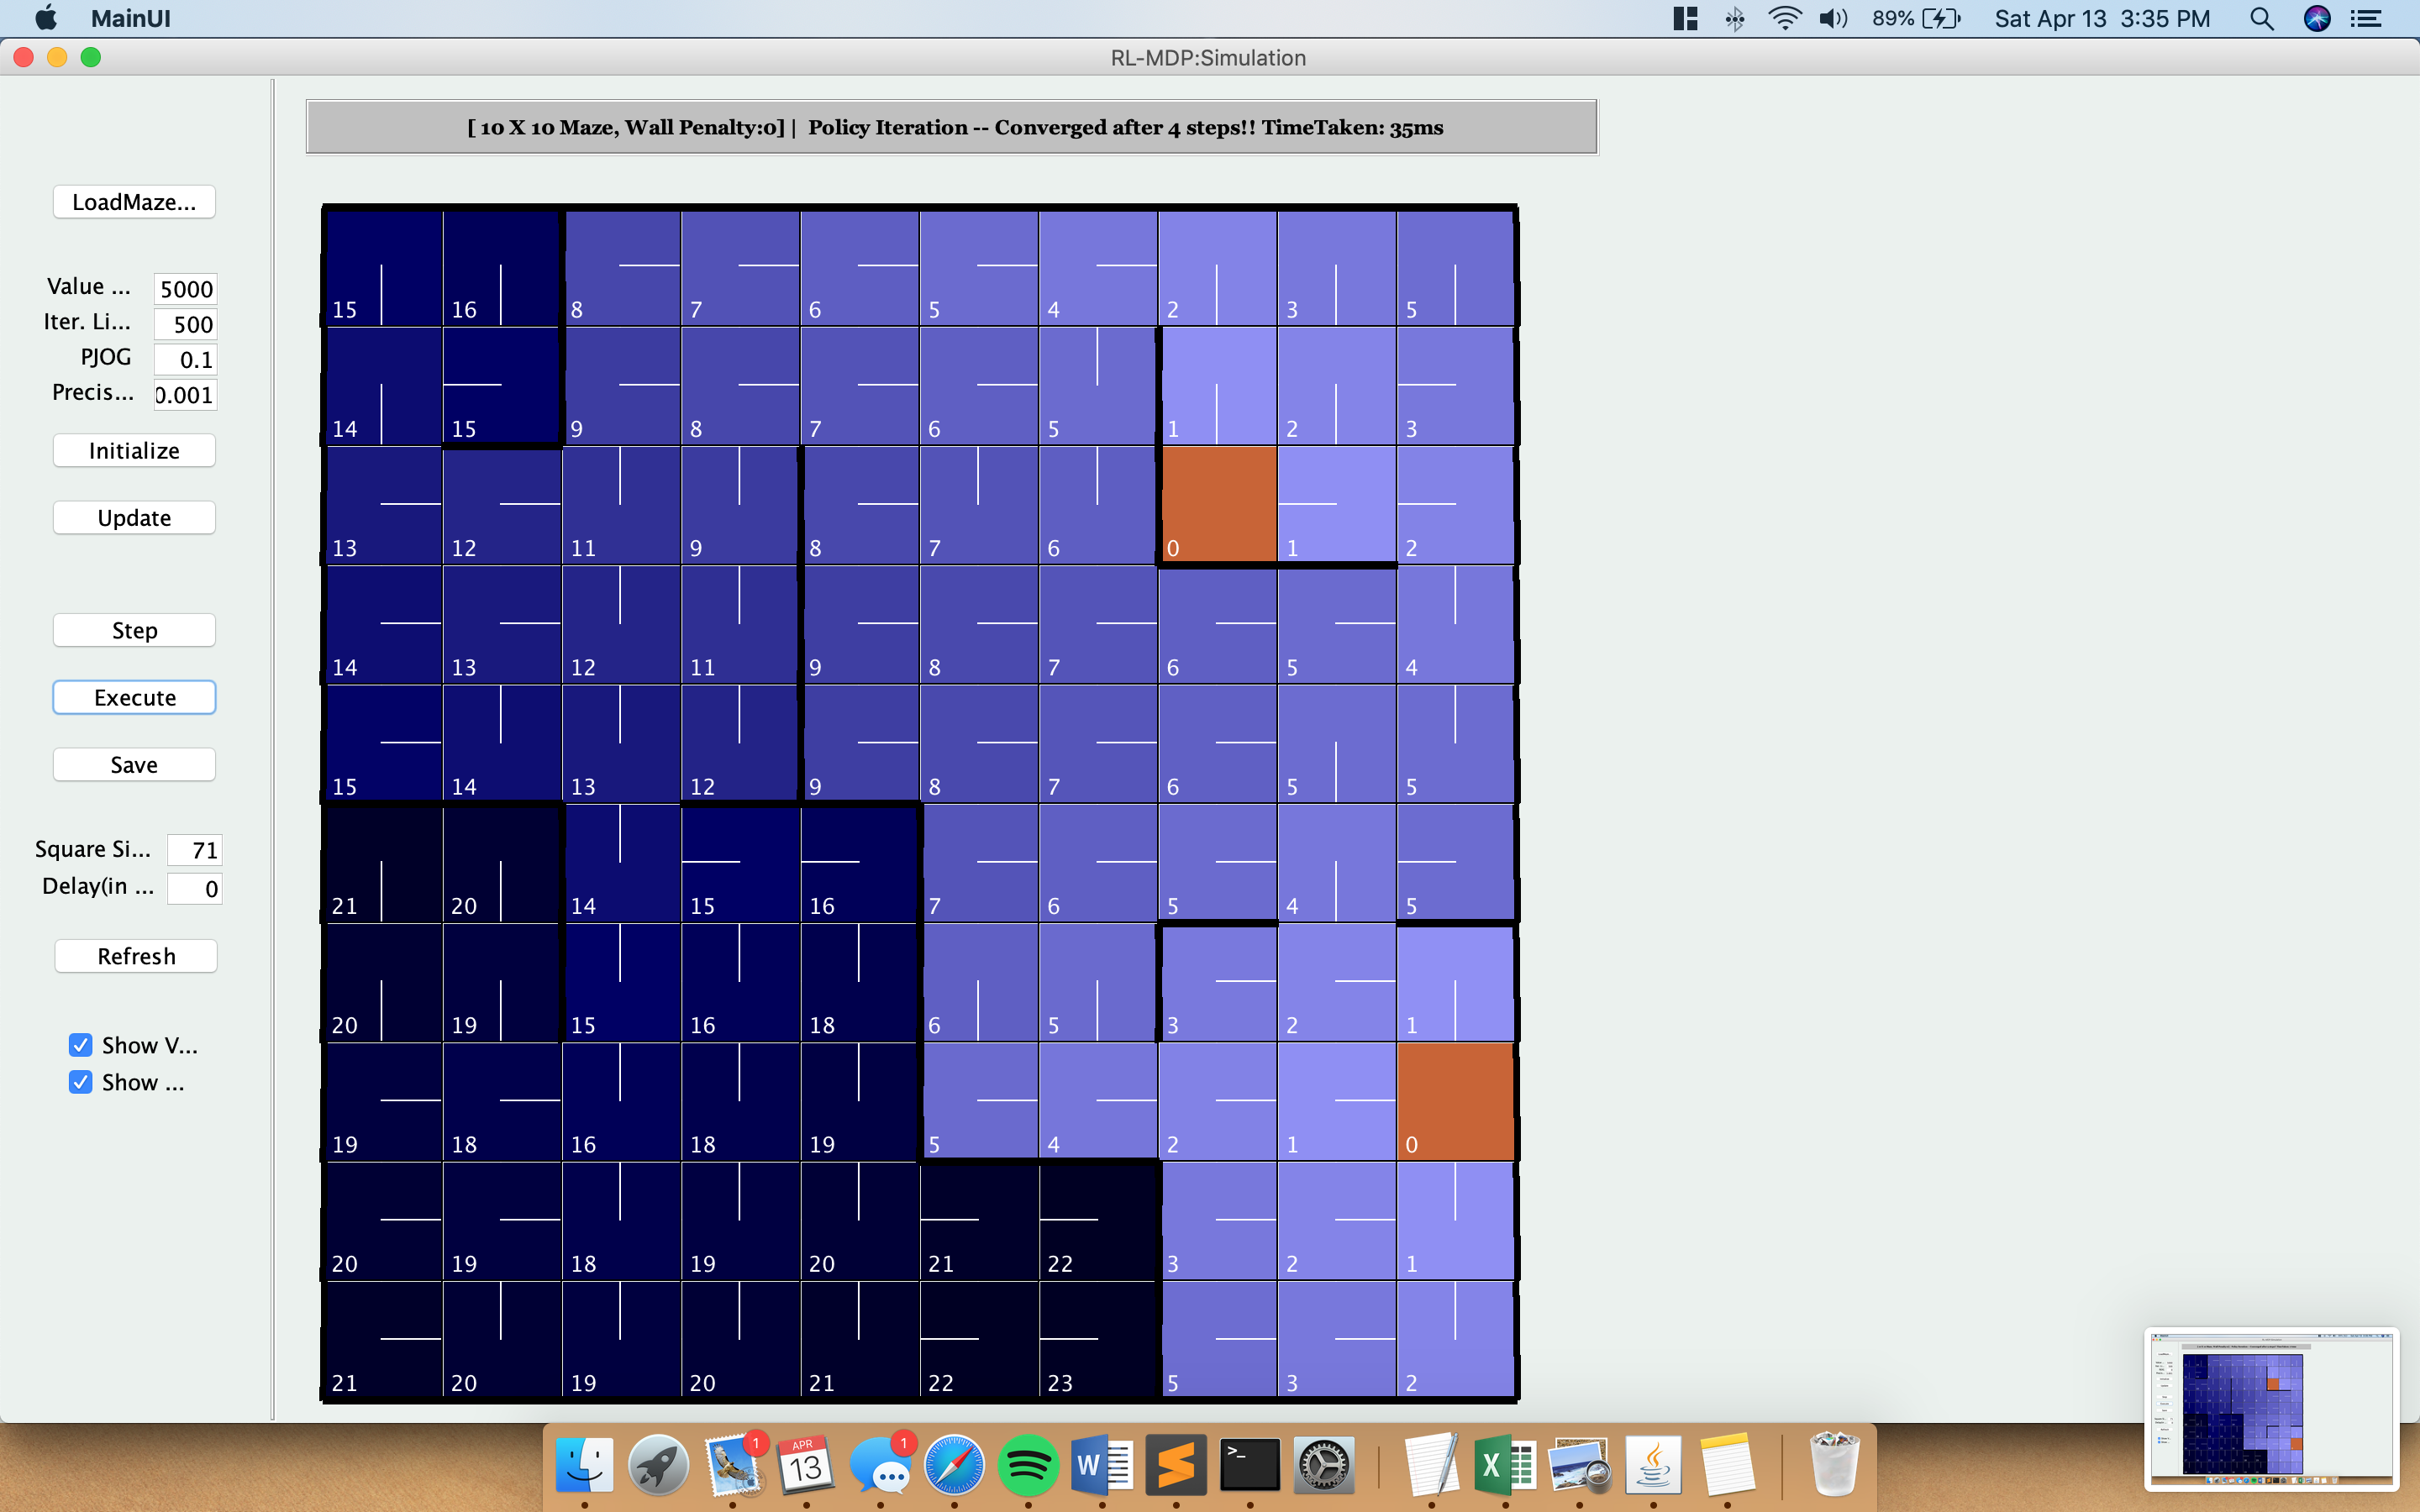 MainUI
89%
Sat Apr 13 3:35 PM
RL-MDP:Simulation
[ 10 X 10 Maze, Wall Penalty:0] | Policy Iteration -- Converged after 4 steps!! TimeTaken: 35ms
LoadMaze...
Value ... 5000
Iter. Li... 500
PJOG 0.1
Precis... 0.001
Initialize
Update
Step
Execute
Save
Square Si... 71
Delay(in ... 0
Refresh
Show V...
Show ...
15 16 8 7 6 5 4 2 3 5
14 15 9 8 7 6 5 1 2 3
13 12 11 9 8 7 6 0 1 2
14 13 12 11 9 8 7 6 5 4
15 14 13 12 9 8 7 6 5 5
21 20 14 15 16 7 6 5 4 5
20 19 15 16 18 6 5 3 2 1
19 18 16 18 19 5 4 2 1 0
20 19 18 19 20 21 22 3 2 1
21 20 19 20 21 22 23 5 3 2
1
APR
13
1
W
>_
X